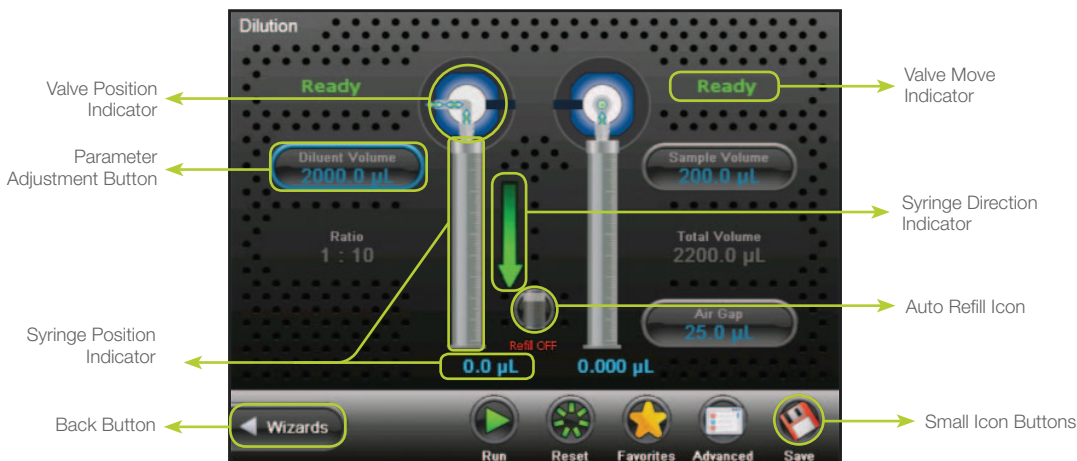 Dilution
Valve Position
Indicator
Ready
Ready
Valve Move
Indicator
Parameter
Adjustment Button
Diluent Volume
2000.0 µL
Sample Volume
200.0 µL
Syringe Direction
Indicator
Ratio
1 : 10
Total Volume
2200.0 µL
Auto Refill Icon
Air Gap
25.0 µL
Syringe Position
Indicator
Refill OFF
0.0 µL
0.000 µL
Back Button
Wizards
Small Icon Buttons
Run
Reset
Favorites
Advanced
Save